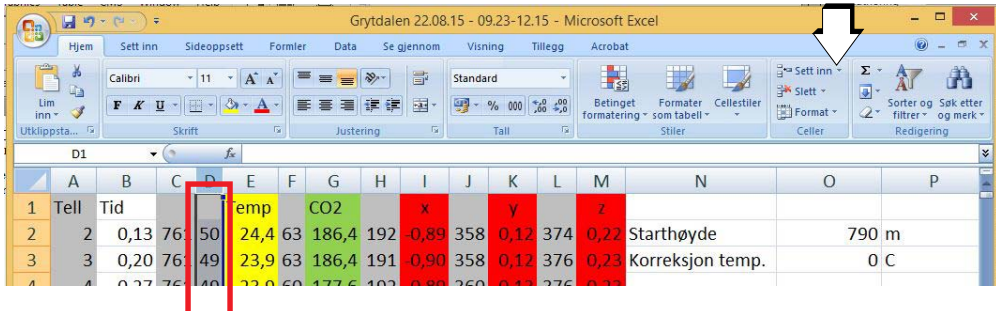 Grytdalen 22.08.15 - 09.23-12.15 - Microsoft Excel
Hjem Sett inn Sideoppsett Formler Data Se gjennom Visning Tillegg Acrobat
Lim inn
Calibri 11 A A
F K U A
Standard
% 000 ,00 ,00
Betinget formatering
Formater som tabell
Cellestiler
Sett inn
Slett
Format
Σ
Sorter og filtrer
Søk etter og merk
Utklippsta... Skrift Justering Tall Stiler Celler Redigering
D1 fx
A B C D E F G H I J K L M N O P
1 Tell Tid Temp CO2 x y z
2 2 0,13 761 50 24,4 63 186,4 192 -0,89 358 0,12 374 0,22 Starthøyde 790 m
3 3 0,20 761 49 23,9 63 186,4 191 -0,90 358 0,12 376 0,23 Korreksjon temp. 0 C